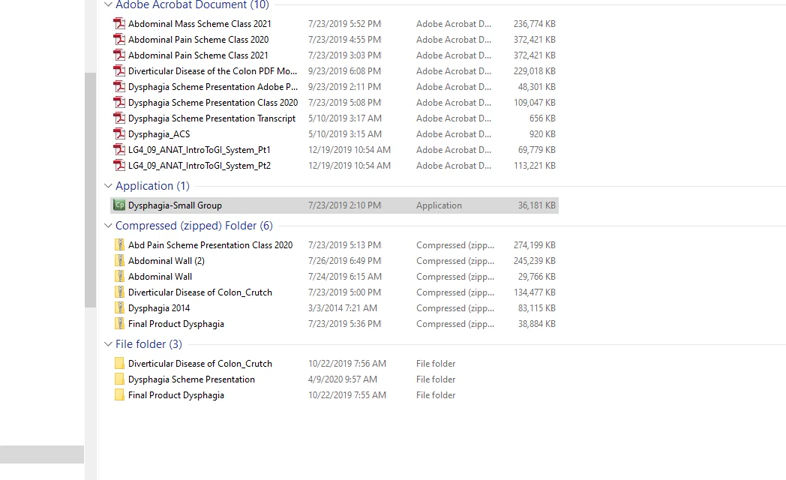 Adobe Acrobat Document (10)
Abdominal Mass Scheme Class 2021 7/23/2019 5:52 PM Adobe Acrobat D... 236,774 KB
Abdominal Pain Scheme Class 2020 7/23/2019 4:55 PM Adobe Acrobat D... 372,421 KB
Abdominal Pain Scheme Class 2021 7/23/2019 3:03 PM Adobe Acrobat D... 372,421 KB
Diverticular Disease of the Colon PDF Mo... 9/23/2019 6:08 PM Adobe Acrobat D... 229,018 KB
Dysphagia Scheme Presentation Adobe P... 9/23/2019 2:11 PM Adobe Acrobat D... 48,301 KB
Dysphagia Scheme Presentation Class 2020 7/23/2019 5:08 PM Adobe Acrobat D... 109,047 KB
Dysphagia Scheme Presentation Transcript 5/10/2019 3:17 AM Adobe Acrobat D... 656 KB
Dysphagia_ACS 5/10/2019 3:15 AM Adobe Acrobat D... 920 KB
LG4_09_ANAT_IntroToGI_System_Pt1 12/19/2019 10:54 AM Adobe Acrobat D... 69,779 KB
LG4_09_ANAT_IntroToGI_System_Pt2 12/19/2019 10:54 AM Adobe Acrobat D... 113,221 KB
Application (1)
Cp Dysphagia-Small Group 7/23/2019 2:10 PM Application 36,181 KB
Compressed (zipped) Folder (6)
Abd Pain Scheme Presentation Class 2020 7/23/2019 5:13 PM Compressed (zipp... 274,199 KB
Abdominal Wall (2) 7/26/2019 6:49 PM Compressed (zipp... 245,239 KB
Abdominal Wall 7/24/2019 6:15 AM Compressed (zipp... 29,766 KB
Diverticular Disease of Colon_Crutch 7/23/2019 5:00 PM Compressed (zipp... 134,477 KB
Dysphagia 2014 3/3/2014 7:21 AM Compressed (zipp... 83,115 KB
Final Product Dysphagia 7/23/2019 5:36 PM Compressed (zipp... 38,884 KB
File folder (3)
Diverticular Disease of Colon_Crutch 10/22/2019 7:56 AM File folder
Dysphagia Scheme Presentation 4/9/2020 9:57 AM File folder
Final Product Dysphagia 10/22/2019 7:55 AM File folder